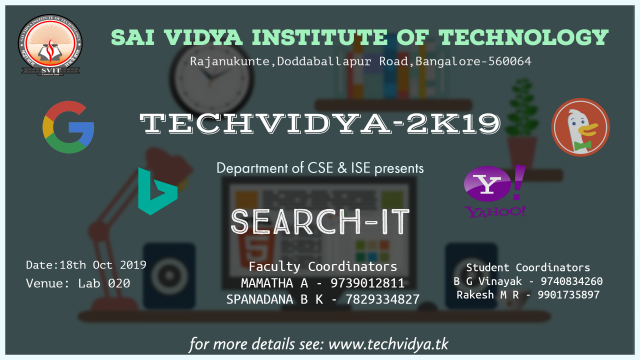 SAI VIDYA INSTITUTE OF TECHNOLOGY
Rajanukunte,Doddaballapur Road,Bangalore-560064
TECHVIDYA-2K19
Department of CSE & ISE presents
SEARCH-IT
YAHOO!
Y!
SVIT
Date:18th Oct 2019
Venue: Lab 020
Faculty Coordinators
MAMATHA A - 9739012811
SPANADANA B K - 7829334827
Student Coordinators
B G Vinayak - 9740834260
Rakesh M R - 9901735897
for more details see: www.techvidya.tk